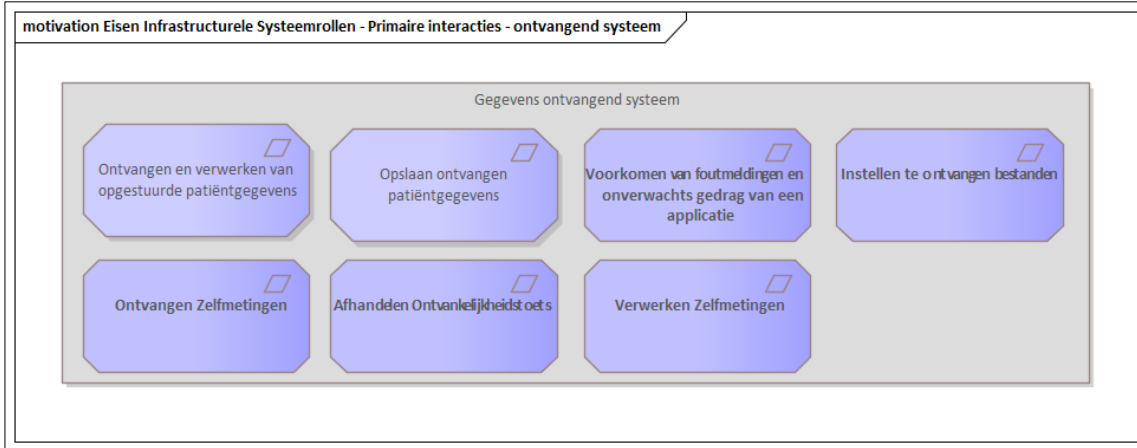 motivation Eisen Infrastructurele Systeemrollen - Primaire interacties - ontvangend systeem
Gegevens ontvangend systeem
Ontvangen en verwerken van
opgestuurde patiëntgegevens
Opslaan ontvangen
patiëntgegevens
Voorkomen van foutmeldingen en
onverwachts gedrag van een
applicatie
Instellen te ontvangen bestanden
Ontvangen Zelfmetingen
Afhandelen Ontvankelijkheidstoets
Verwerken Zelfmetingen